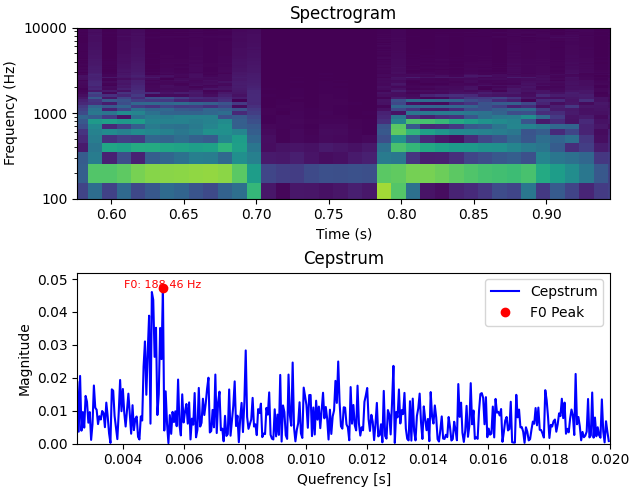 Spectrogram
10000
1000
100
Frequency (Hz)
0.60 0.65 0.70 0.75 0.80 0.85 0.90
Time (s)
Cepstrum
0.05
0.04
0.03
0.02
0.01
0.00
Magnitude
F0: 188.46 Hz
Cepstrum
F0 Peak
0.004 0.006 0.008 0.010 0.012 0.014 0.016 0.018 0.020
Quefrency [s]